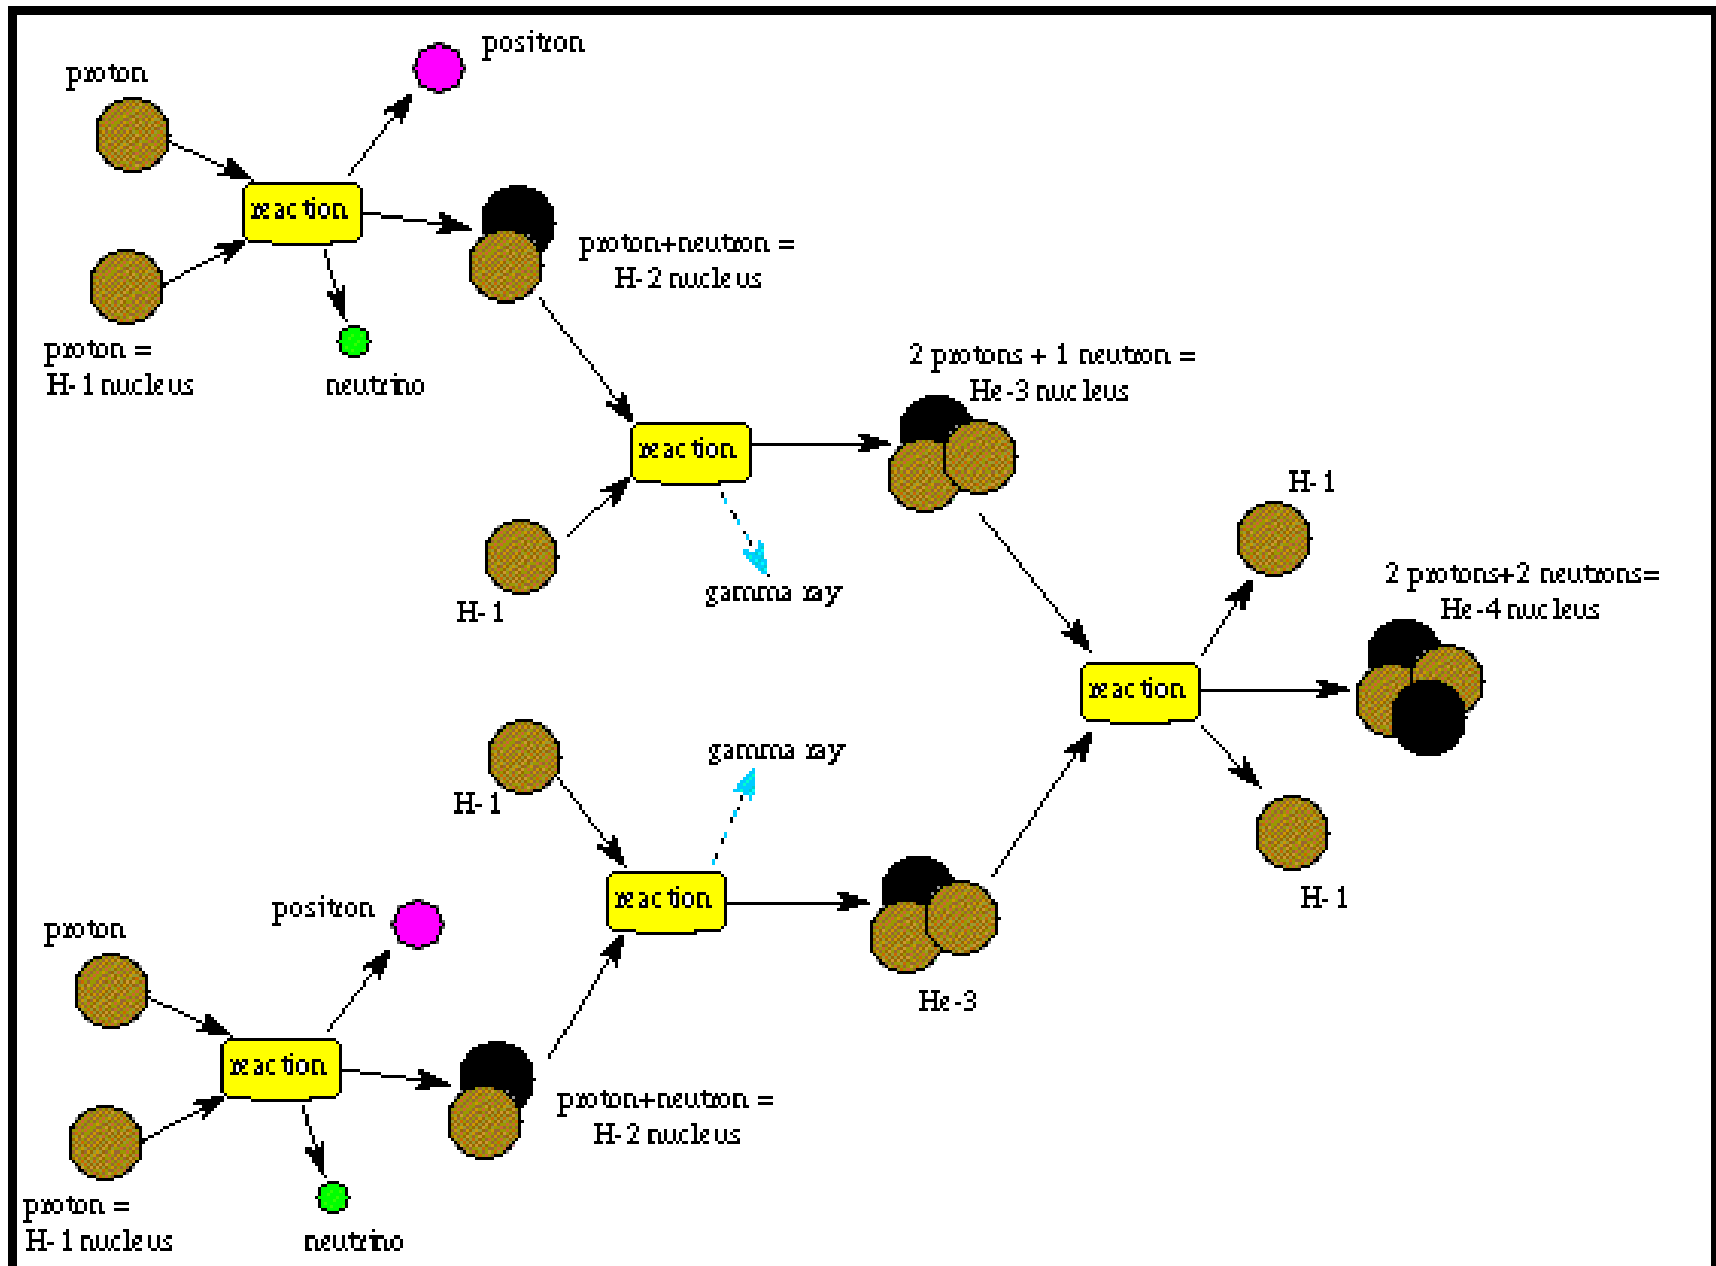 positron
proton
reaction
proton+neutron =
H-2 nucleus
proton =
H-1 nucleus
neutrino
2 protons + 1 neutron =
He-3 nucleus
reaction
H-1
gamma ray
H-1
2 protons+2 neutrons=
He-4 nucleus
reaction
gamma ray
H-1
reaction
H-1
He-3
positron
proton
reaction
proton+neutron =
H-2 nucleus
proton =
H-1 nucleus
neutrino